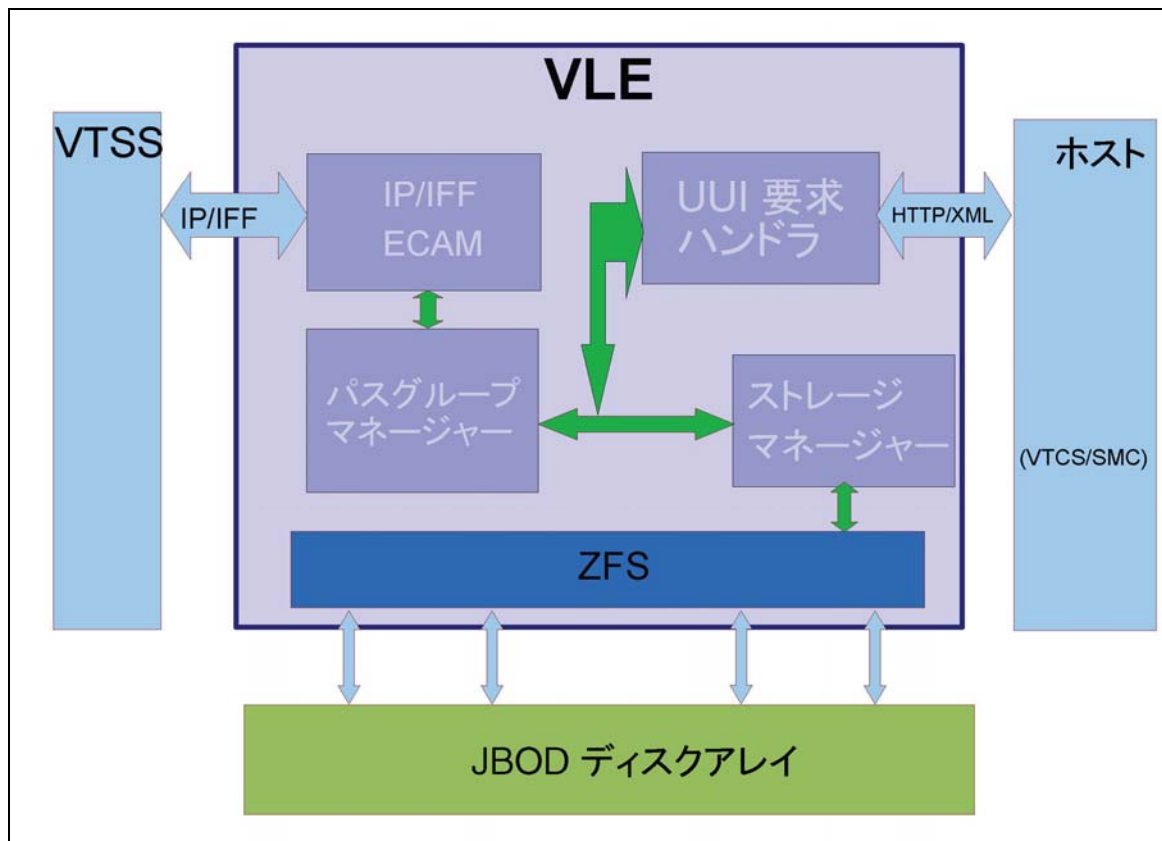 VLE
VTSS
ホスト
IP/IFF
IP/IFF
ECAM
UUI 要求
ハンドラ
HTTP/XML
パスグループ
マネージャー
ストレージ
マネージャー
(VTCS/SMC)
ZFS
JBOD ディスクアレイ